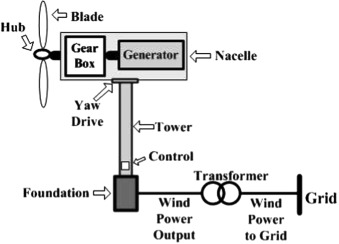 Blade
Hub
Gear
Box
Generator
Nacelle
Yaw
Drive
Tower
Control
Foundation
Transformer
Grid
Wind
Power
Output
Wind
Power
to Grid